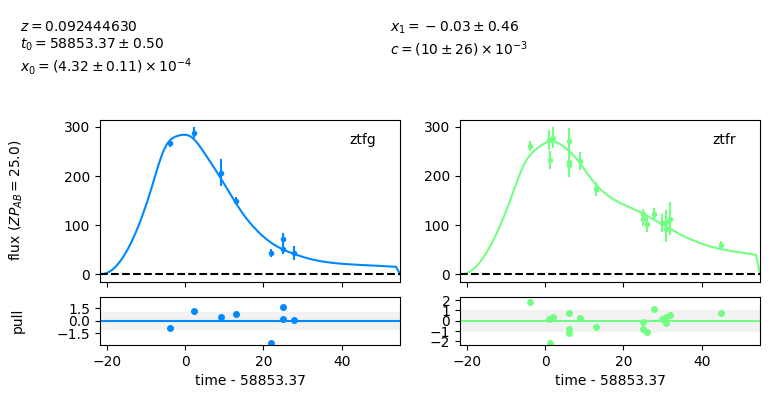 z = 0.092444630
t₀ = 58853.37 ± 0.50
x₀ = (4.32 ± 0.11) × 10⁻⁴
x₁ = −0.03 ± 0.46
c = (10 ± 26) × 10⁻³
flux (ZP_AB = 25.0)
300
200
100
0
ztfg
300
200
100
0
ztfr
pull
1.5
0.0
−1.5
−20
0
20
40
time - 58853.37
2
1
0
−1
−2
−20
0
20
40
time - 58853.37